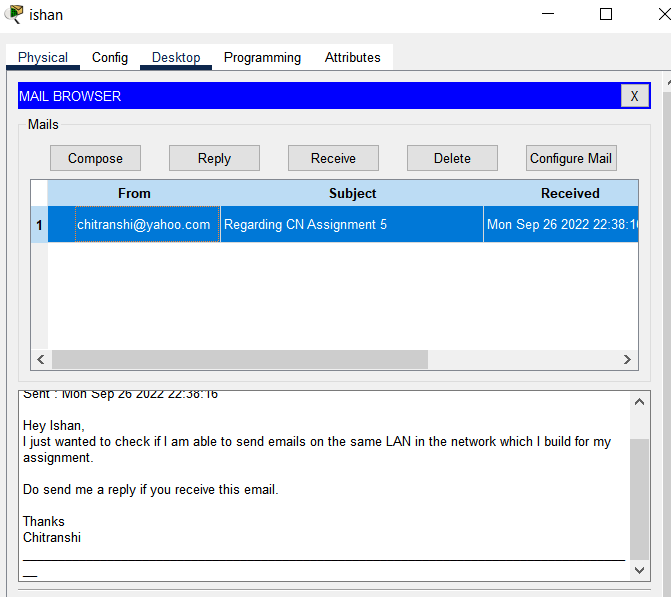 ishan
Physical Config Desktop Programming Attributes
MAIL BROWSER X
Mails
Compose Reply Receive Delete Configure Mail
From Subject Received
1 chitranshi@yahoo.com Regarding CN Assignment 5 Mon Sep 26 2022 22:38:16
Sent : Mon Sep 26 2022 22:38:16
Hey Ishan,
I just wanted to check if I am able to send emails on the same LAN in the network which I build for my
assignment.
Do send me a reply if you receive this email.
Thanks
Chitranshi